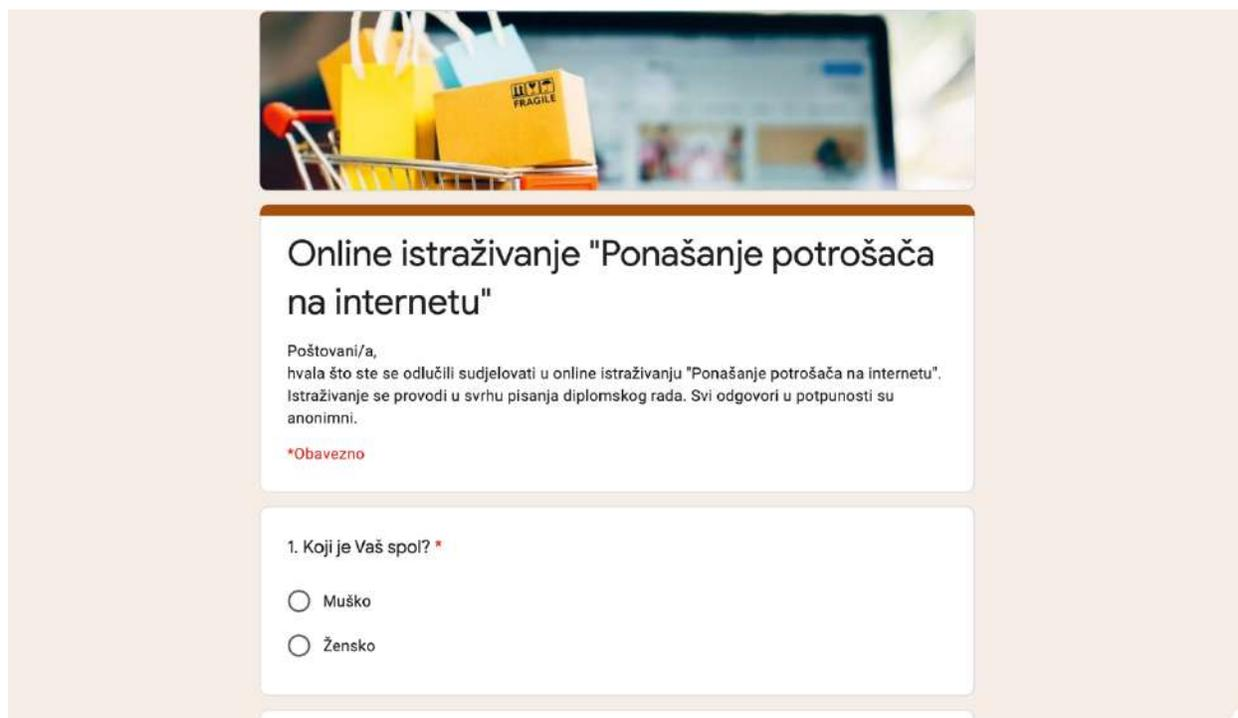 FRAGILE
Online istraživanje "Ponašanje potrošača
na internetu"
Poštovani/a,
hvala što ste se odlučili sudjelovati u online istraživanju "Ponašanje potrošača na internetu".
Istraživanje se provodi u svrhu pisanja diplomskog rada. Svi odgovori u potpunosti su
anonimni.
*Obavezno
1. Koji je Vaš spol? *
Muško
Žensko